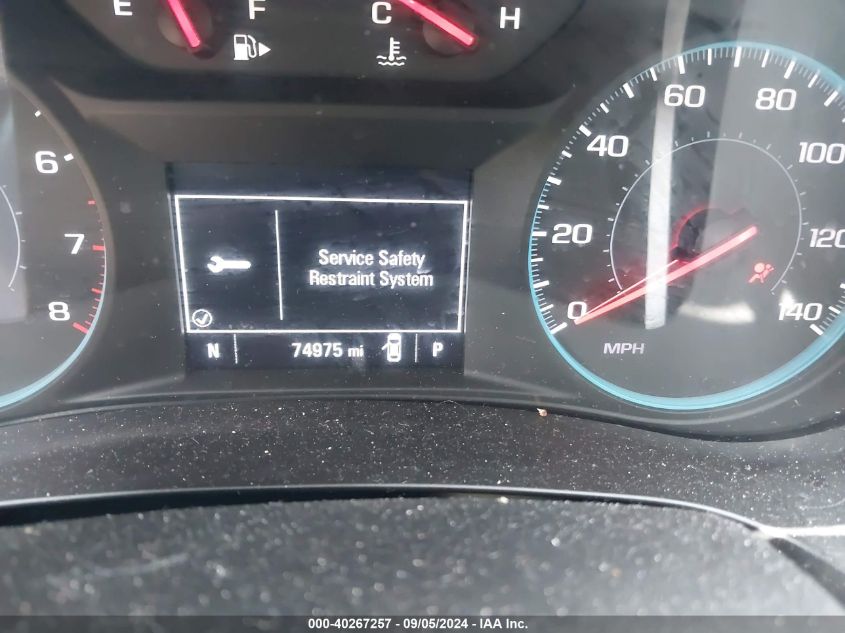 E F
C H
6
7
8
Service Safety
Restraint System
N 74975 mi P
0
20
40
60
80
100
120
140
MPH
000-40267257 - 09/05/2024 - IAA Inc.